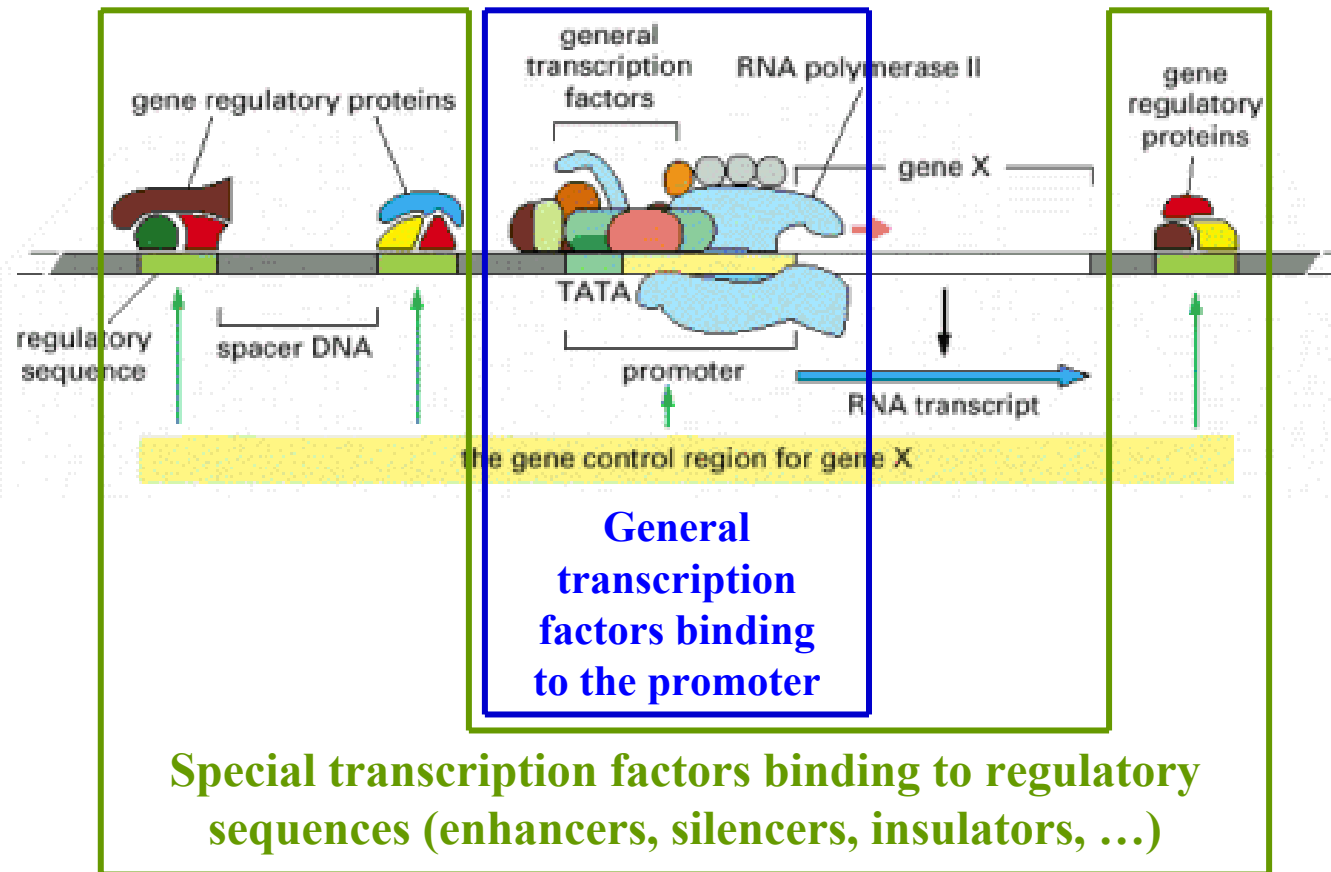 general
transcription
factors
RNA polymerase II
gene
regulatory
proteins
gene regulatory proteins
gene X
TATA
regulatory
sequence
spacer DNA
promoter
RNA transcript
the gene control region for gene X
General
transcription
factors binding
to the promoter
Special transcription factors binding to regulatory
sequences (enhancers, silencers, insulators, …)